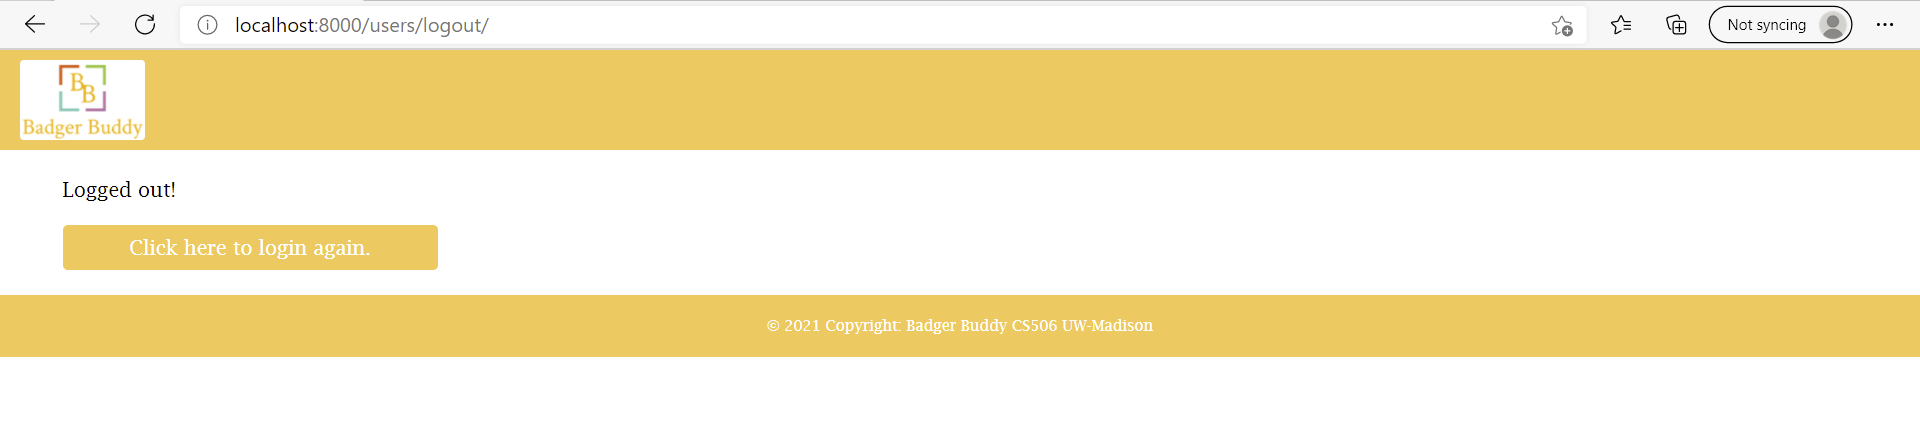 localhost:8000/users/logout/
Not syncing
BB
Badger Buddy
Logged out!
Click here to login again.
© 2021 Copyright: Badger Buddy CS506 UW-Madison